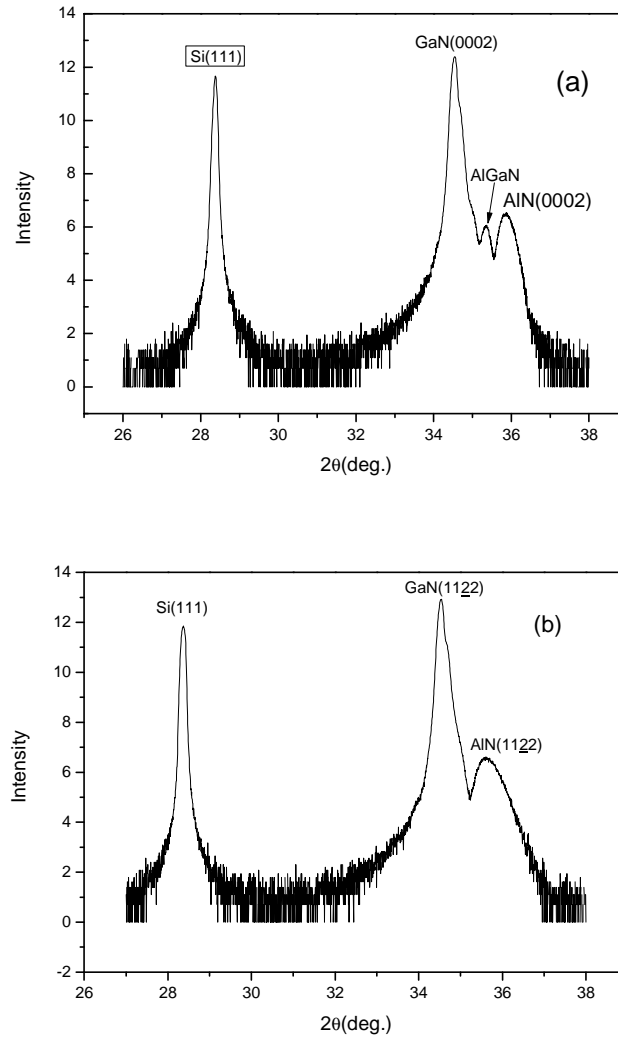 14
GaN(0002)
Si(111)
12
(a)
10
AlGaN
8
AlN(0002)
Intensity
6
4
2
0
26 28 30 32 34 36 38
2θ(deg.)
14
GaN(1122)
Si(111)
12
(b)
10
8
AlN(1122)
Intensity
6
4
2
0
-2
26 28 30 32 34 36 38
2θ(deg.)